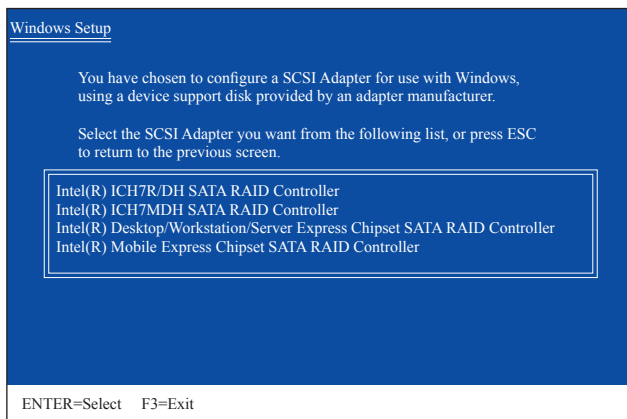 Windows Setup
You have chosen to configure a SCSI Adapter for use with Windows,
using a device support disk provided by an adapter manufacturer.
Select the SCSI Adapter you want from the following list, or press ESC
to return to the previous screen.
Intel(R) ICH7R/DH SATA RAID Controller
Intel(R) ICH7MDH SATA RAID Controller
Intel(R) Desktop/Workstation/Server Express Chipset SATA RAID Controller
Intel(R) Mobile Express Chipset SATA RAID Controller
ENTER=Select F3=Exit